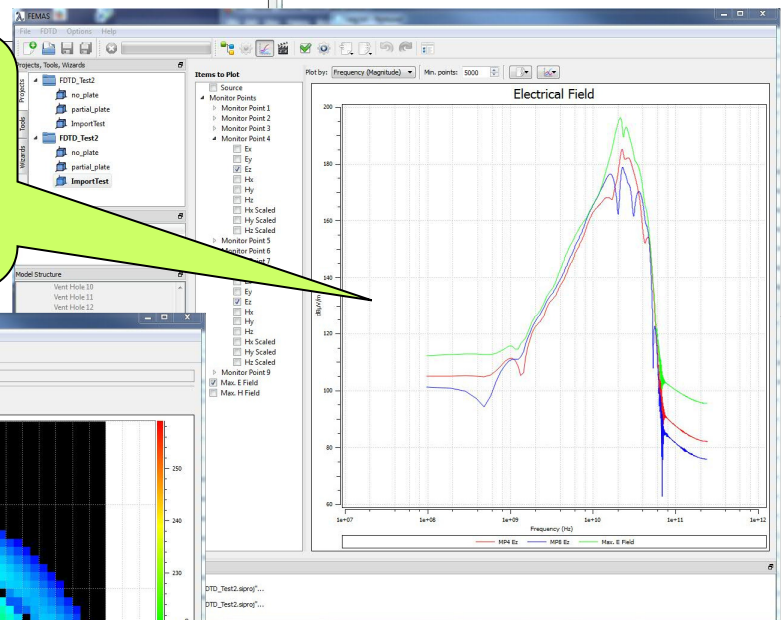 FEMAS
File FDTD Options Help
Projects, Tools, Wizards
Projects
Tools
Wizards
FDTD_Test2
no_plate
partial_plate
ImportTest
FDTD_Test2
no_plate
partial_plate
ImportTest
Model Structure
Vent Hole 10
Vent Hole 11
Vent Hole 12
Items to Plot
Source
Monitor Points
Monitor Point 1
Monitor Point 2
Monitor Point 3
Monitor Point 4
Ex
Ey
Ez
Hx
Hy
Hz
Hx Scaled
Hy Scaled
Hz Scaled
Monitor Point 5
Monitor Point 6
Point 7
Ey
Ez
Hx
Hy
Hz
Hx Scaled
Hy Scaled
Hz Scaled
Monitor Point 9
Max. E Field
Max. H Field
Plot by: Frequency (Magnitude) Min. points: 5000
Electrical Field
200
180
160
140
120
100
80
60
dBµV/m
1e+07 1e+08 1e+09 1e+10 1e+11 1e+12
Frequency (Hz)
MP4 Ez MP8 Ez Max. E Field
250
240
230
DTD_Test2.siproj"...
DTD_Test2.siproj"...